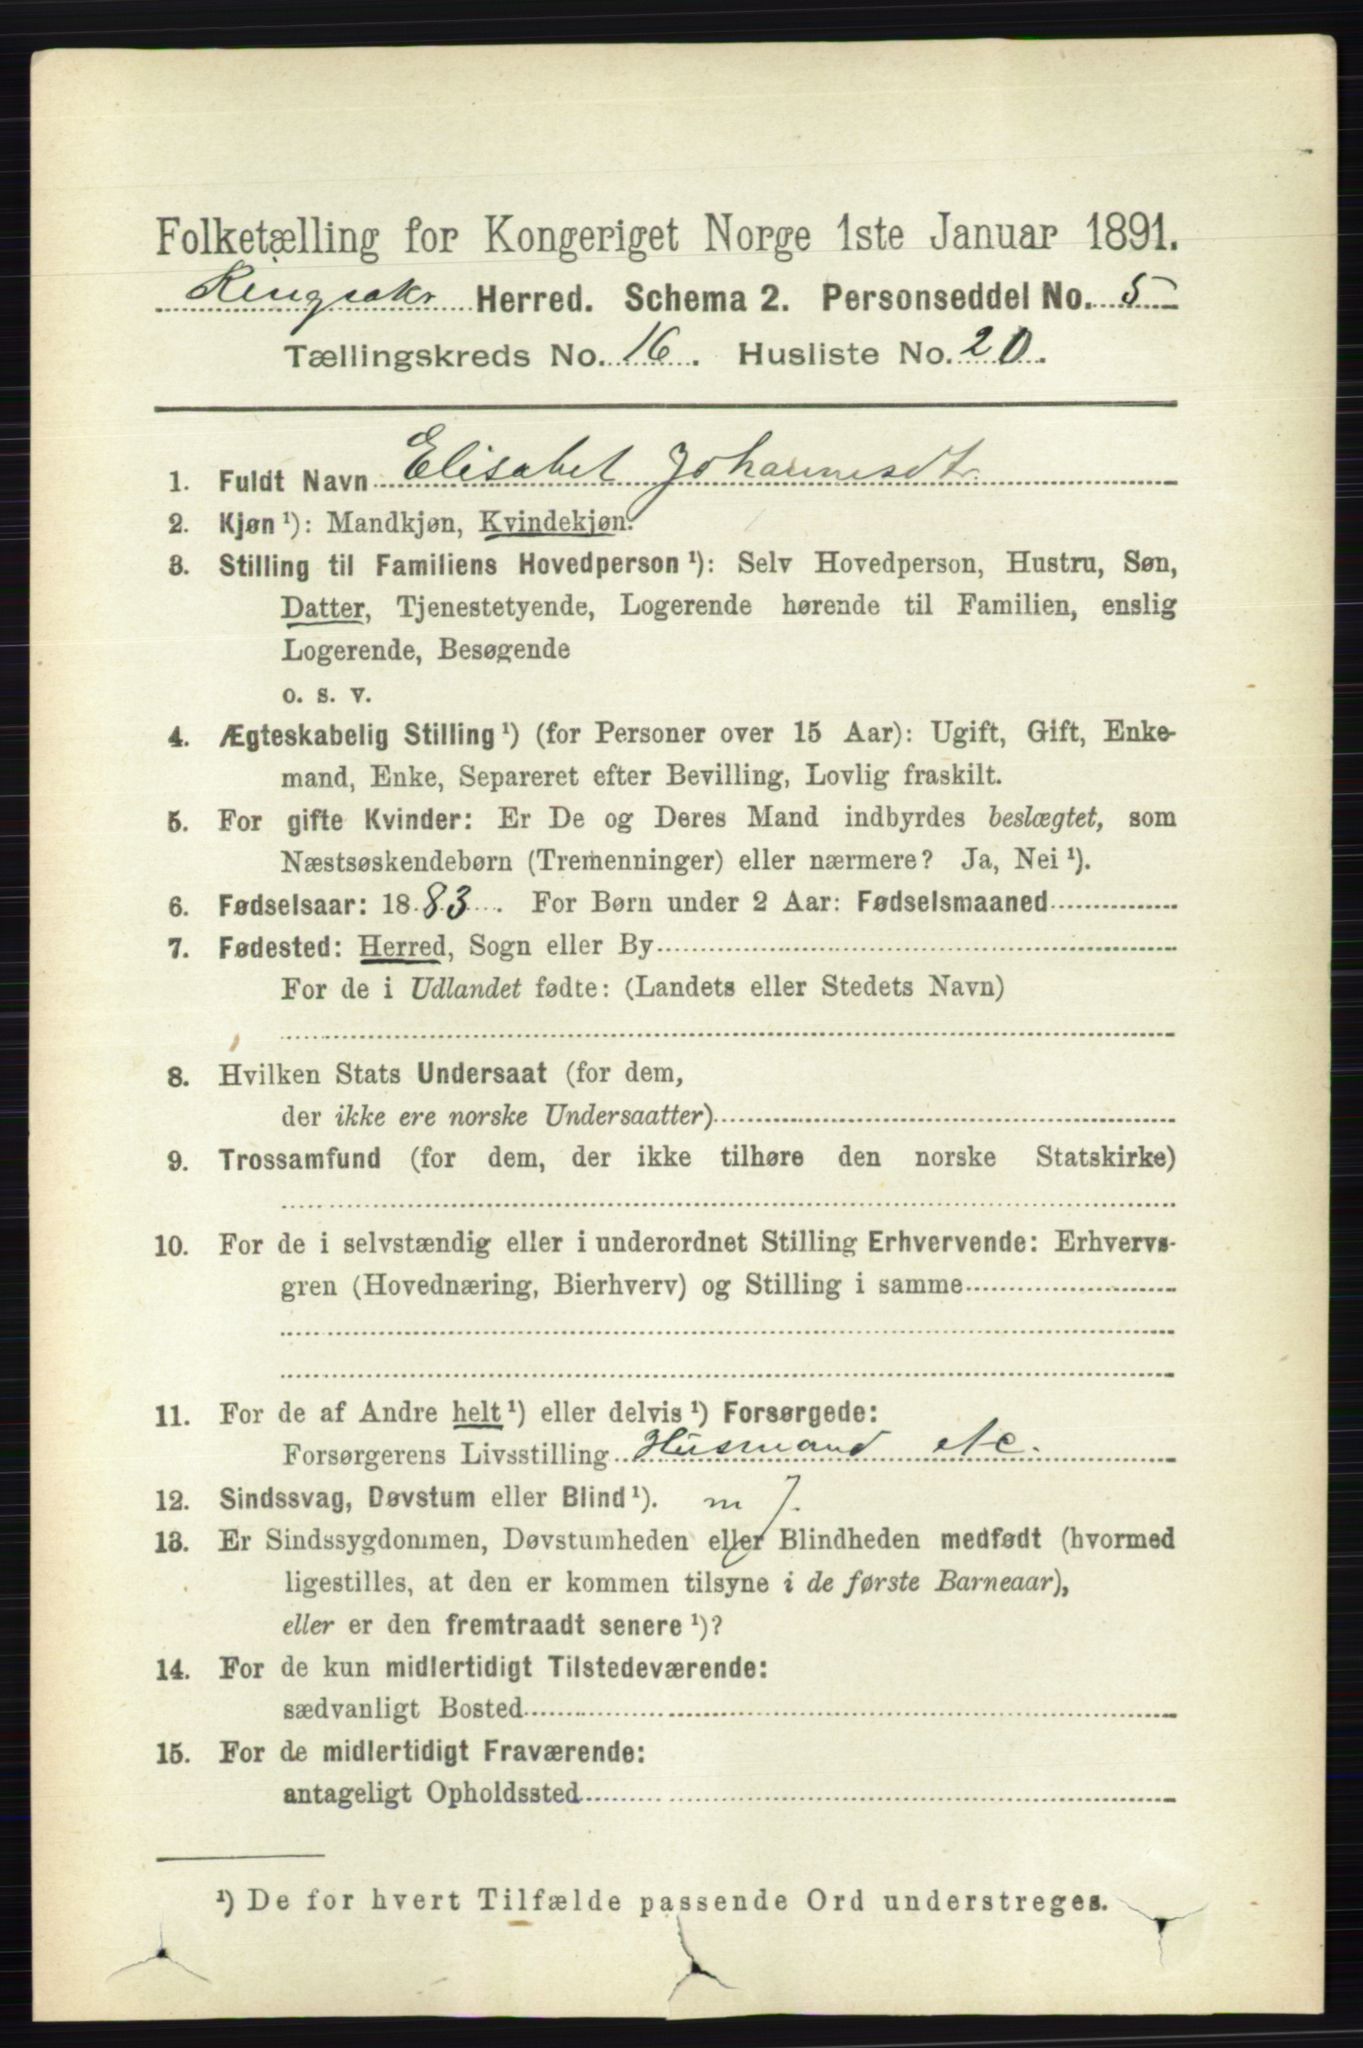 Folketælling for Kongeriget Norge 1ste Januar 1891.
Ringsaker Herred. Schema 2. Personseddel No. 5
Tællingskreds No. 16. Husliste No. 20.
1. Fuldt Navn Elisabet Johannesdtr.
2. Kjøn ¹): Mandkjøn, Kvindekjøn.
3. Stilling til Familiens Hovedperson ¹): Selv Hovedperson, Hustru, Søn,
Datter, Tjenestetyende, Logerende hørende til Familien, enslig
Logerende, Besøgende
o. s. v.
4. Ægteskabelig Stilling ¹) (for Personer over 15 Aar): Ugift, Gift, Enke-
mand, Enke, Separeret efter Bevilling, Lovlig fraskilt.
5. For gifte Kvinder: Er De og Deres Mand indbyrdes beslægtet, som
Næstsøskendebørn (Tremenninger) eller nærmere? Ja, Nei ¹).
6. Fødselsaar: 1883. For Børn under 2 Aar: Fødselsmaaned
7. Fødested: Herred, Sogn eller By
For de i Udlandet fødte: (Landets eller Stedets Navn)
8. Hvilken Stats Undersaat (for dem,
der ikke ere norske Undersaatter)
9. Trossamfund (for dem, der ikke tilhøre den norske Statskirke)
10. For de i selvstændig eller i underordnet Stilling Erhvervende: Erhvervs-
gren (Hovednæring, Bierhverv) og Stilling i samme
11. For de af Andre helt ¹) eller delvis ¹) Forsørgede:
Forsørgerens Livsstilling Husmand etc.
12. Sindssvag, Døvstum eller Blind ¹).
13. Er Sindssygdommen, Døvstumheden eller Blindheden medfødt (hvormed
ligestilles, at den er kommen tilsyne i de første Barneaar),
eller er den fremtraadt senere ¹)?
14. For de kun midlertidigt Tilstedeværende:
sædvanligt Bosted
15. For de midlertidigt Fraværende:
antageligt Opholdssted
¹) De for hvert Tilfælde passende Ord understreges.